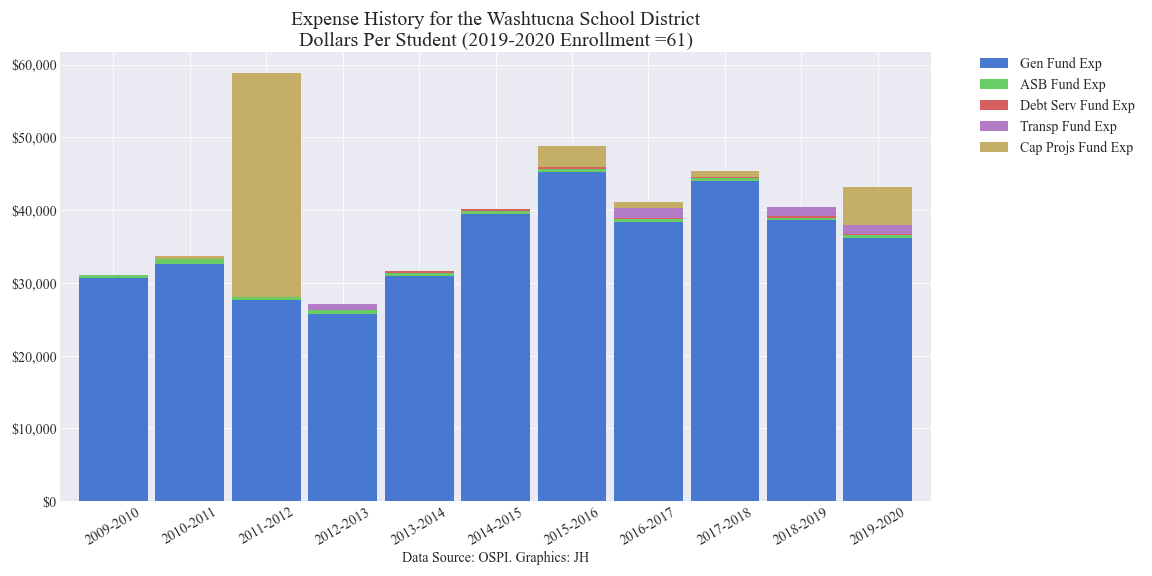 Expense History for the Washtucna School District
Dollars Per Student (2019-2020 Enrollment =61)
$60,000
$50,000
$40,000
$30,000
$20,000
$10,000
$0
2009-2010
2010-2011
2011-2012
2012-2013
2013-2014
2014-2015
2015-2016
2016-2017
2017-2018
2018-2019
2019-2020
Data Source: OSPI. Graphics: JH
Gen Fund Exp
ASB Fund Exp
Debt Serv Fund Exp
Transp Fund Exp
Cap Projs Fund Exp